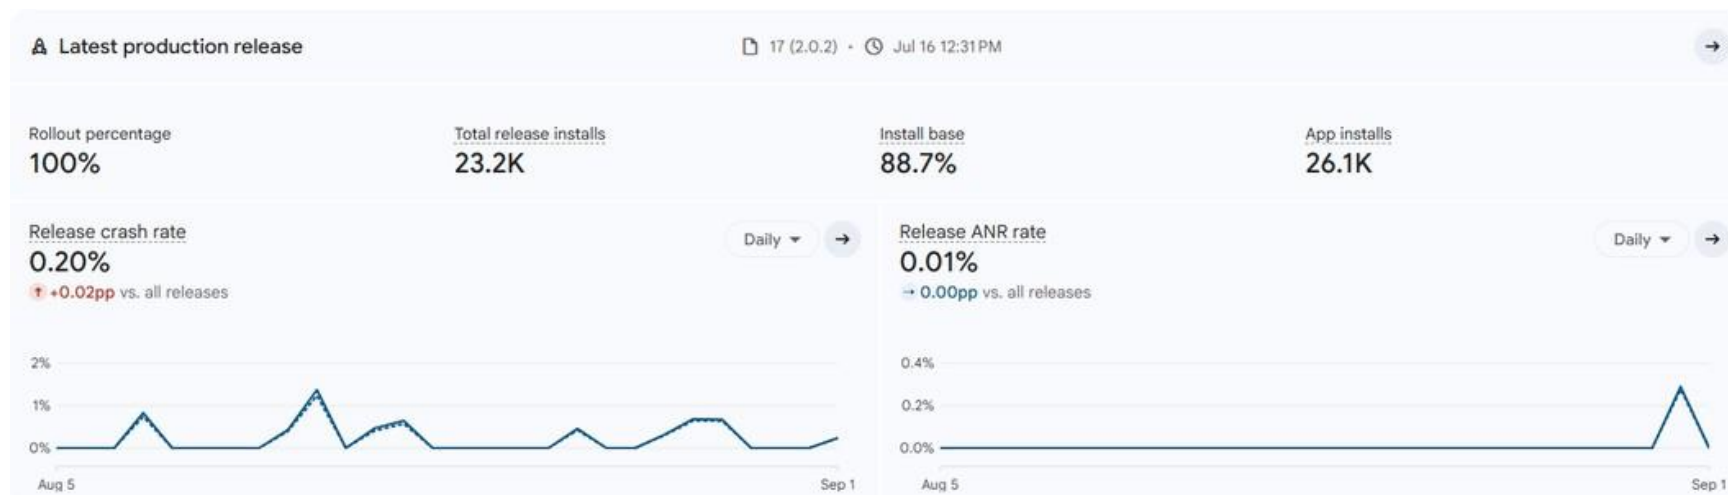 Latest production release
17 (2.0.2) • Jul 16 12:31 PM
Rollout percentage
100%
Total release installs
23.2K
Install base
88.7%
App installs
26.1K
Release crash rate
Daily
0.20%
+0.02pp vs. all releases
2%
1%
0%
Aug 5
Sep 1
Release ANR rate
Daily
0.01%
0.00pp vs. all releases
0.4%
0.2%
0.0%
Aug 5
Sep 1